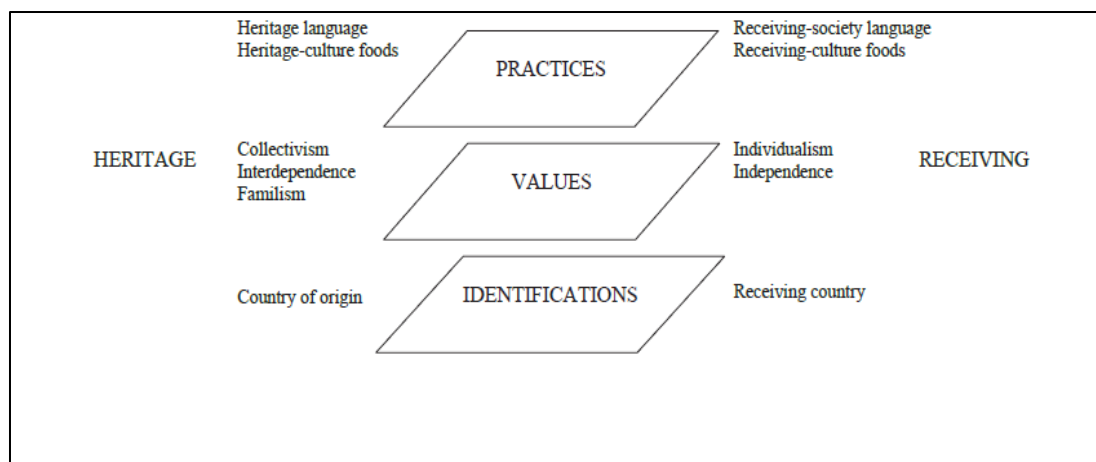 Heritage language
Heritage-culture foods
PRACTICES
Receiving-society language
Receiving-culture foods
HERITAGE
Collectivism
Interdependence
Familism
VALUES
Individualism
Independence
RECEIVING
Country of origin
IDENTIFICATIONS
Receiving country